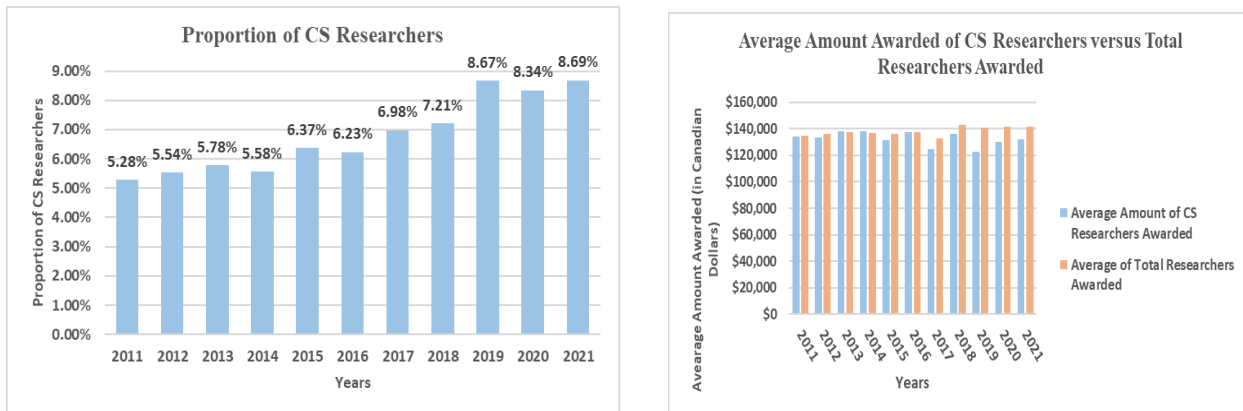 Proportion of CS Researchers
Proportion of CS Researchers
9.00%
8.00%
7.00%
6.00%
5.00%
4.00%
3.00%
2.00%
1.00%
0.00%
5.28%
5.54%
5.78%
5.58%
6.37%
6.23%
6.98%
7.21%
8.67%
8.34%
8.69%
2011 2012 2013 2014 2015 2016 2017 2018 2019 2020 2021
Years
Average Amount Awarded of CS Researchers versus Total
Researchers Awarded
Avearage Amount Awarded (in Canadian
Dollars)
$160,000
$140,000
$120,000
$100,000
$80,000
$60,000
$40,000
$20,000
$0
2011 2012 2013 2014 2015 2016 2017 2018 2019 2020 2021
Years
Average Amount of CS
Researchers Awarded
Average of Total Researchers
Awarded